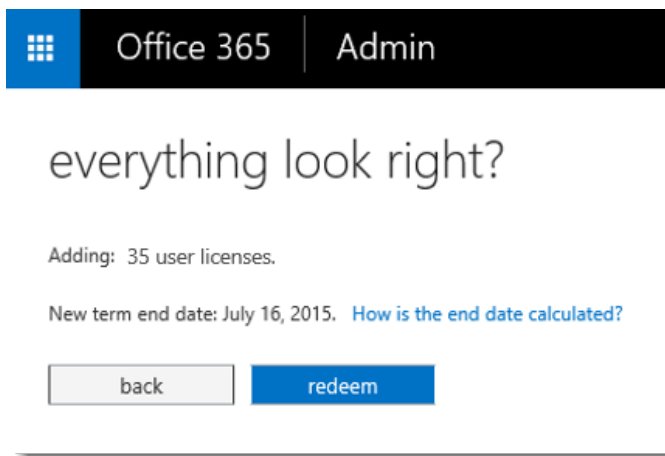 Office 365 Admin
everything look right?
Adding: 35 user licenses.
New term end date: July 16, 2015. How is the end date calculated?
back redeem